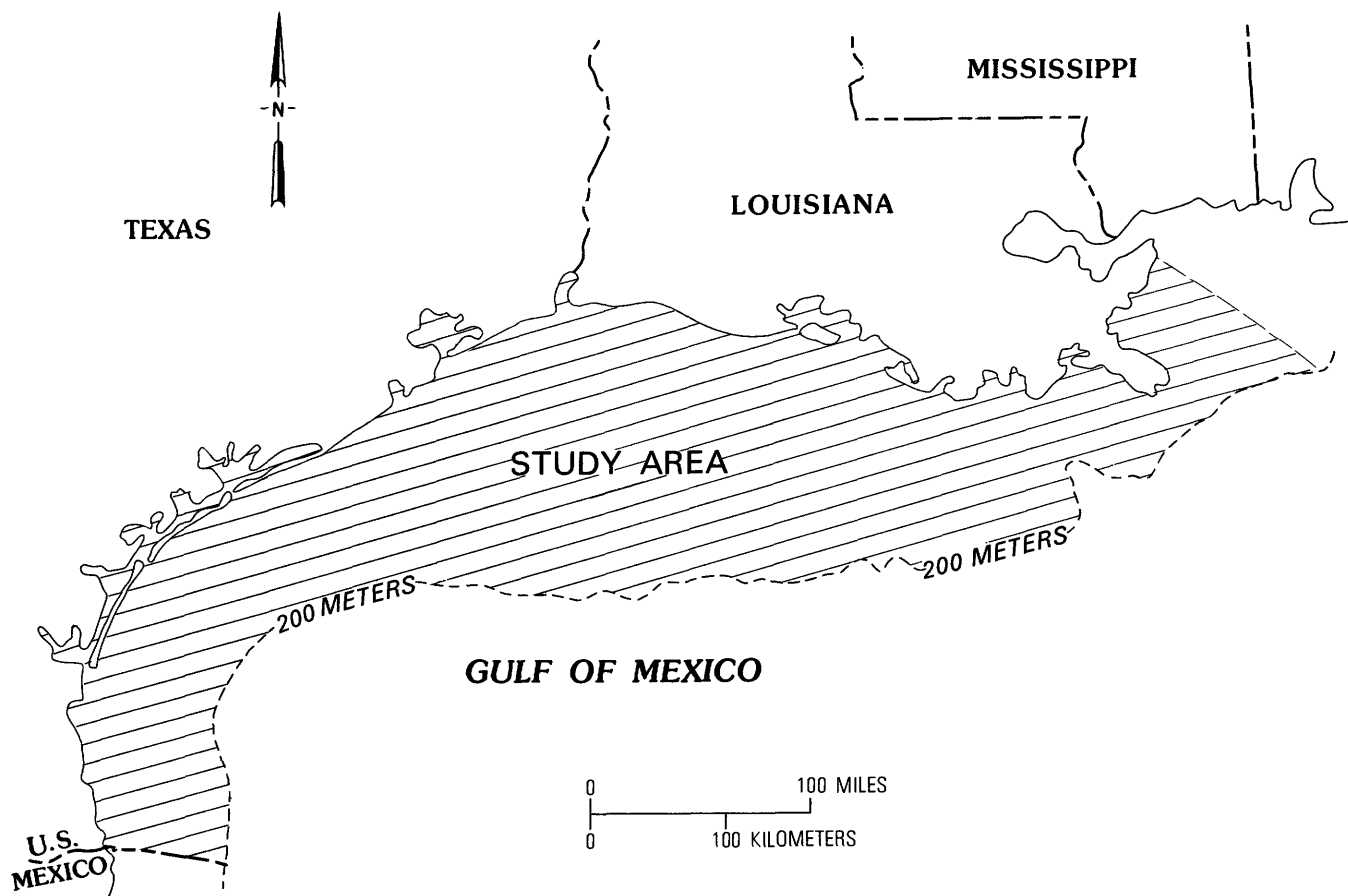 MISSISSIPPI
-N-
LOUISIANA
TEXAS
STUDY AREA
200 METERS
200 METERS
GULF OF MEXICO
0 100 MILES
0 100 KILOMETERS
U.S.
MEXICO